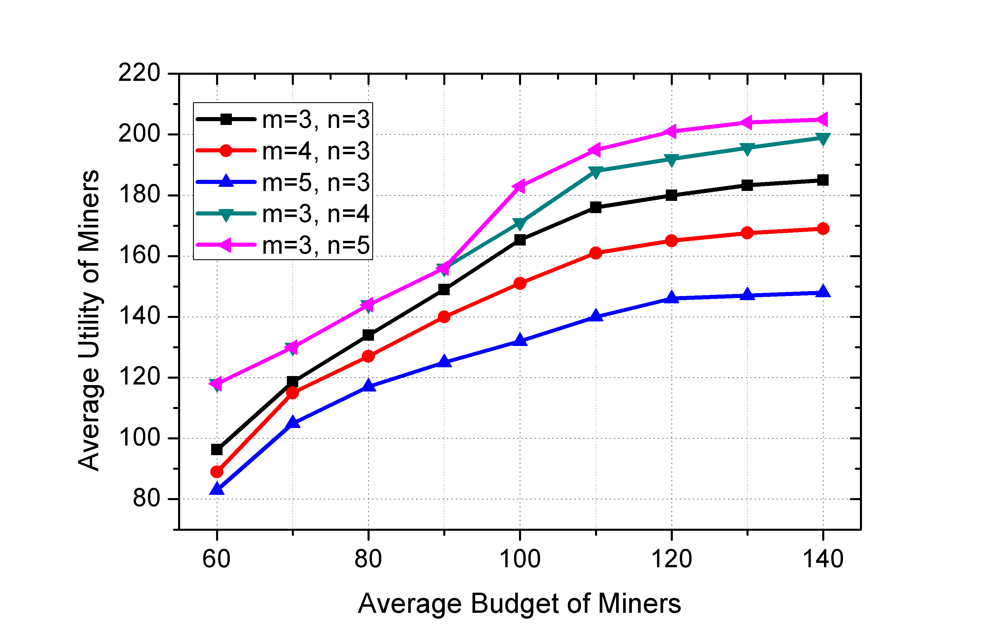 220
200
180
160
140
120
100
80
Average Utility of Miners
m=3, n=3
m=4, n=3
m=5, n=3
m=3, n=4
m=3, n=5
60 80 100 120 140
Average Budget of Miners